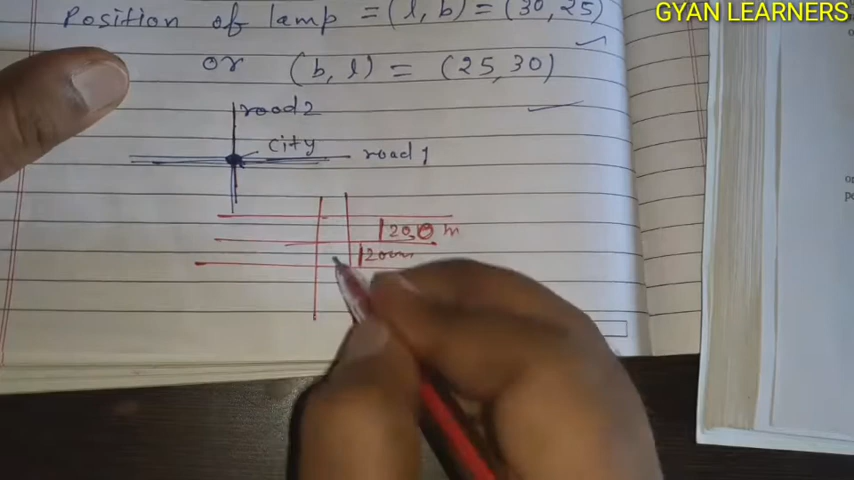 GYAN LEARNERS
Position of lamp = (l, b) = (30, 25)
or (b, l) = (25, 30)
road 2
city
road 1
200 m